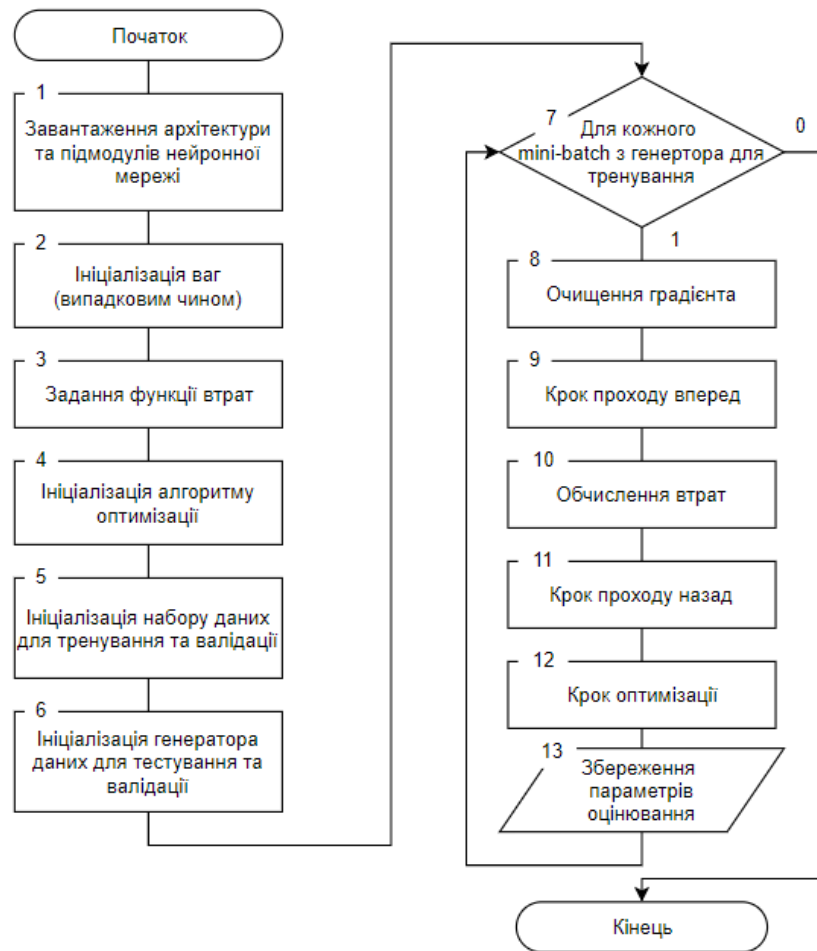 Початок
1
Завантаження архітектури
та підмодулів нейронної
мережі
2
Ініціалізація ваг
(випадковим чином)
3
Задання функції втрат
4
Ініціалізація алгоритму
оптимізації
5
Ініціалізація набору даних
для тренування та валідації
6
Ініціалізація генератора
даних для тестування та
валідації
7
Для кожного
mini-batch з генертора для
тренування
0
1
8
Очищення градієнта
9
Крок проходу вперед
10
Обчислення втрат
11
Крок проходу назад
12
Крок оптимізації
13
Збереження
параметрів
оцінювання
Кінець